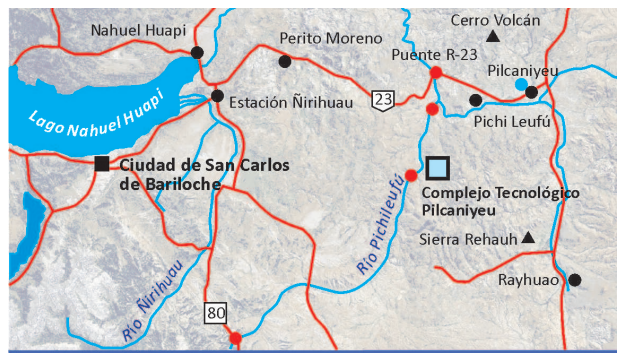 Cerro Volcán
Nahuel Huapi
Perito Moreno
Puente R-23
Pilcaniyeu
Lago Nahuel Huapi
Estación Ñirihuau
23
Pichi Leufú
Ciudad de San Carlos
de Bariloche
Complejo Tecnológico
Pilcaniyeu
Río Pichileufú
Sierra Rehauh
Río Ñirihuau
Rayhuao
80